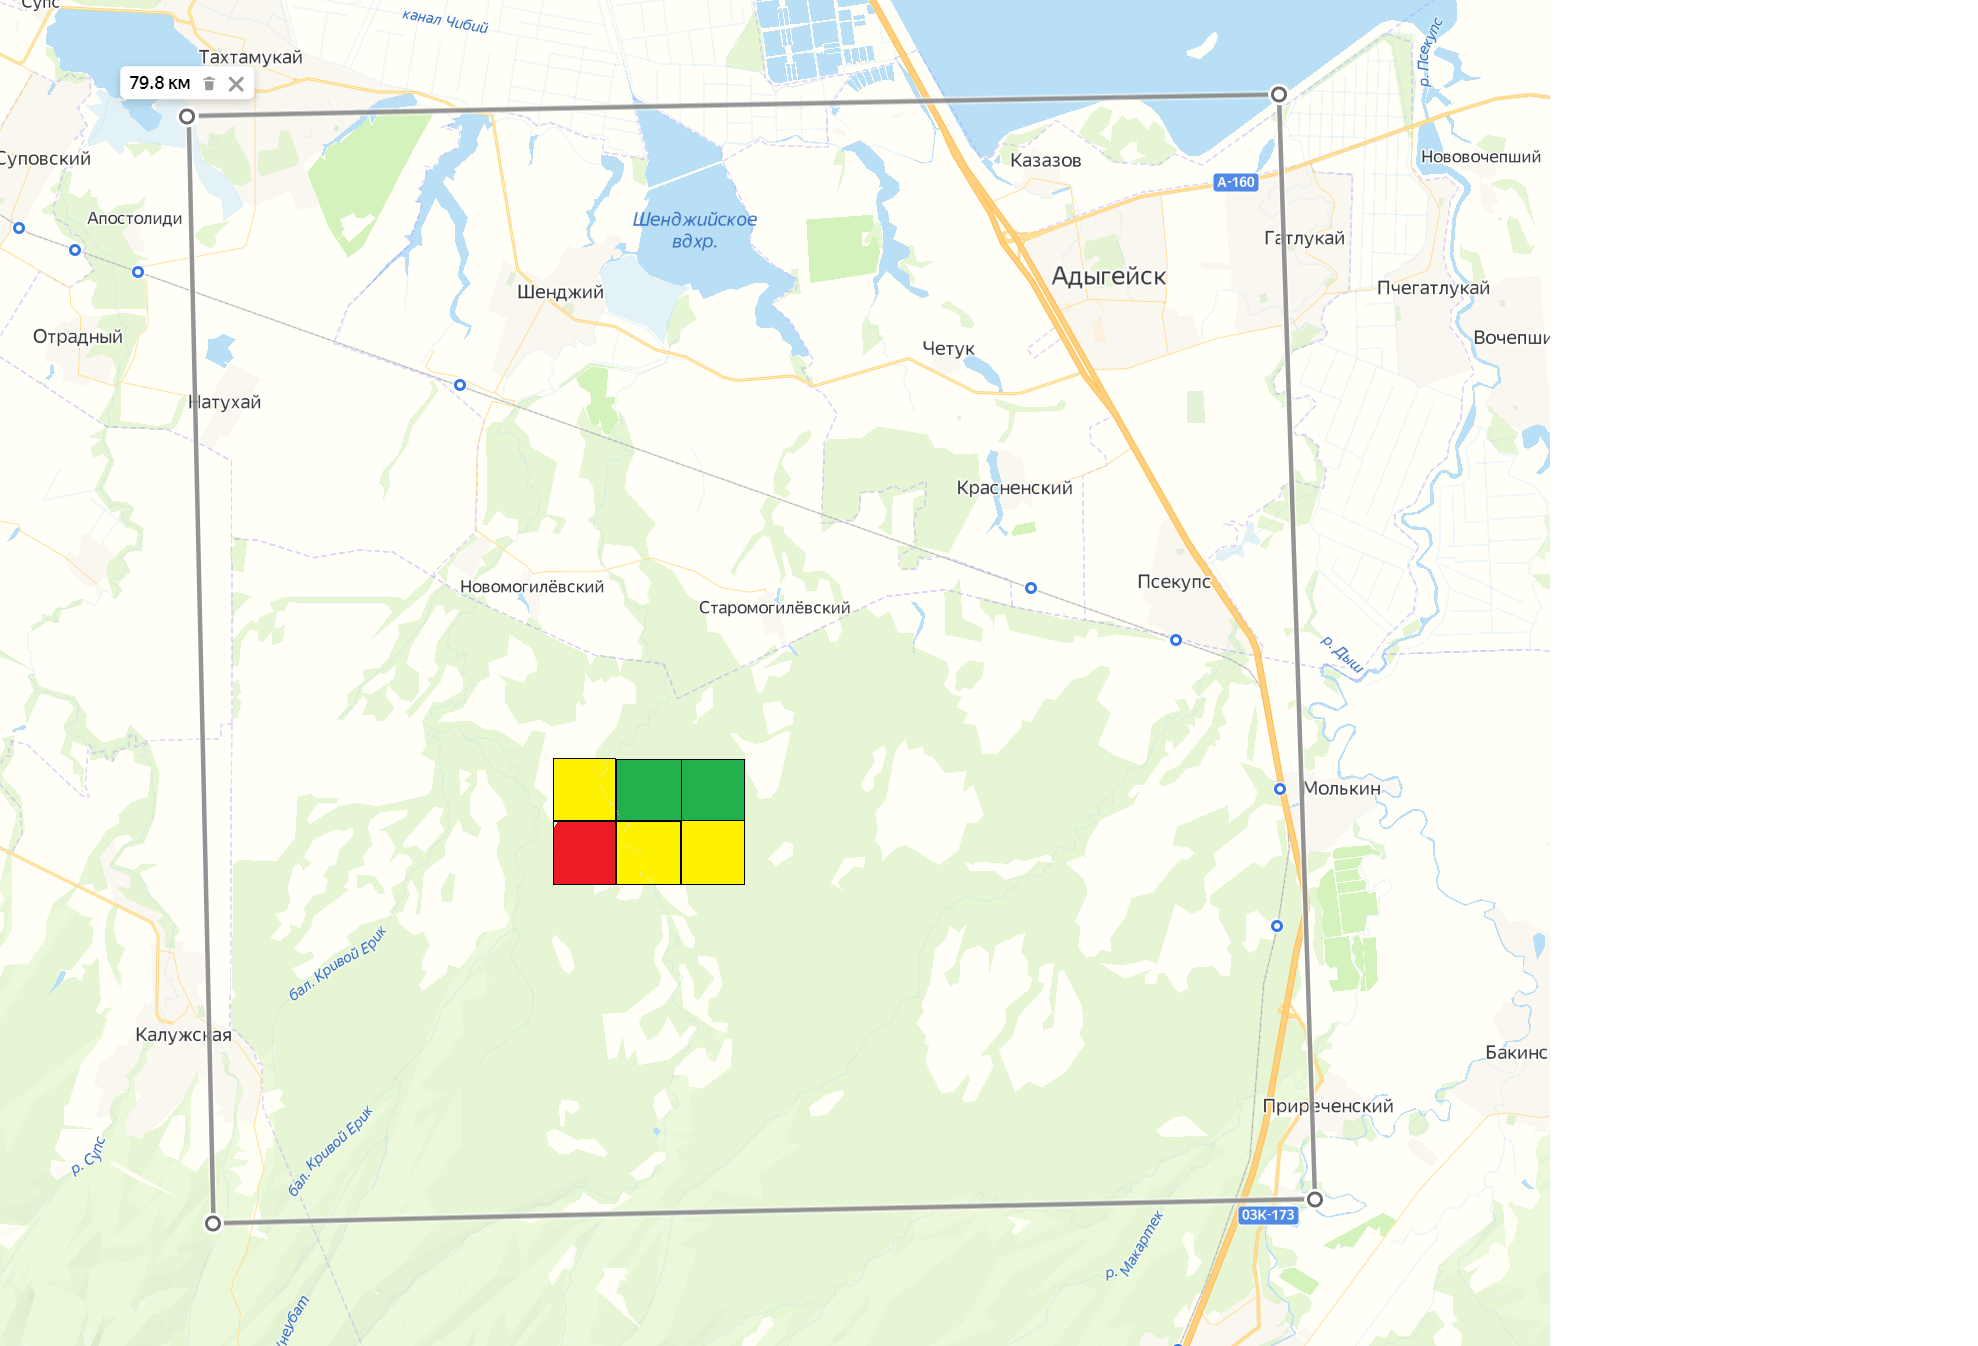 Супс
канал Чибий
Тахтамукай
79.8 км
р. Псекупс
Суповский
Казазов
Нововочепший
А-160
Апостолиди
Шенджийское
вдхр.
Гатлукай
Адыгейск
Шенджий
Пчегатлукай
Отрадный
Вочепши
Четук
Натухай
Красненский
Псекупс
Новомогилёвский
Старомогилёвский
р. Дыш
Молькин
бал. Кривой Ерик
Калужская
Бакинс
Приреченский
р. Супс
бал. Кривой Ерик
03К-173
р. Макартек